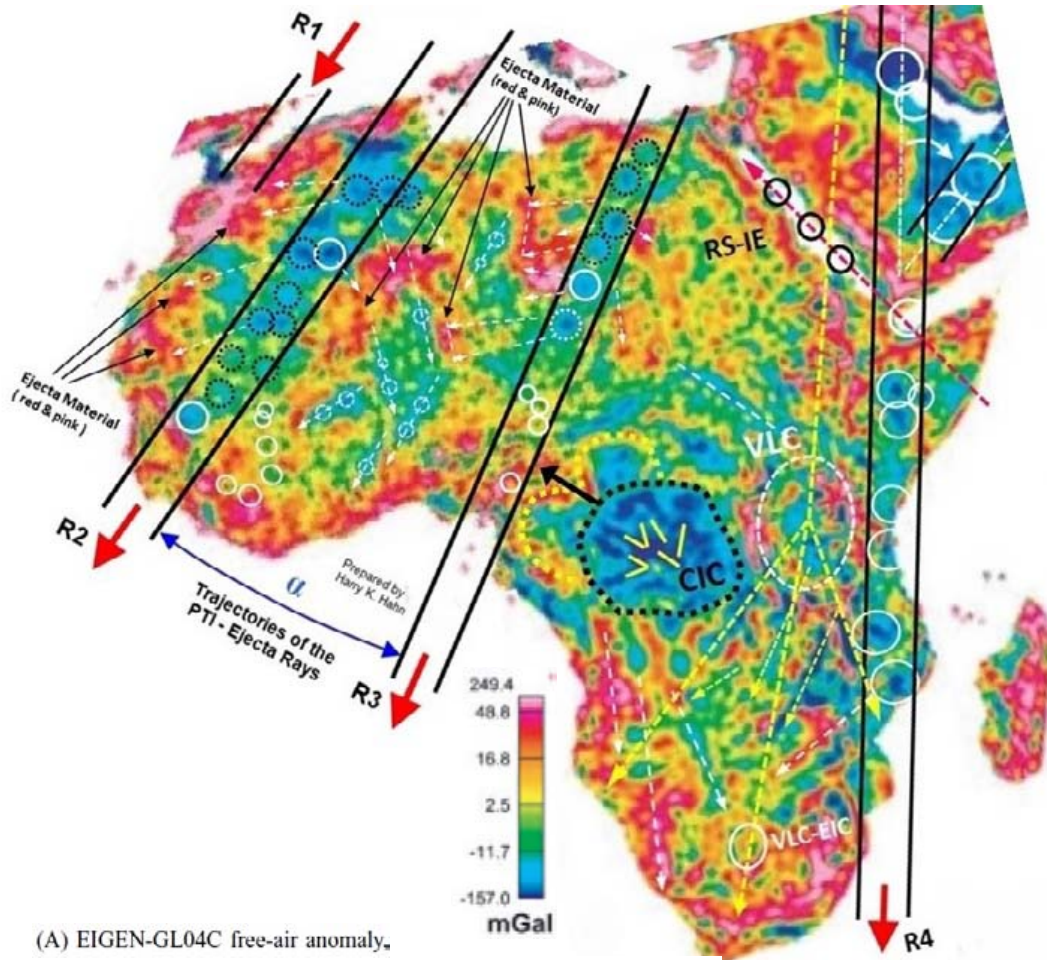 R1
Ejecta Material
(red & pink)
Ejecta Material
(red & pink)
RS-IE
VLC
CIC
VLC-EIC
R2
α
Prepared by
Harry K. Hahn
Trajectories of the
PTI - Ejecta Rays
R3
R4
249.4
48.8
16.8
2.5
-11.7
-157.0
mGal
(A) EIGEN-GL04C free-air anomaly,